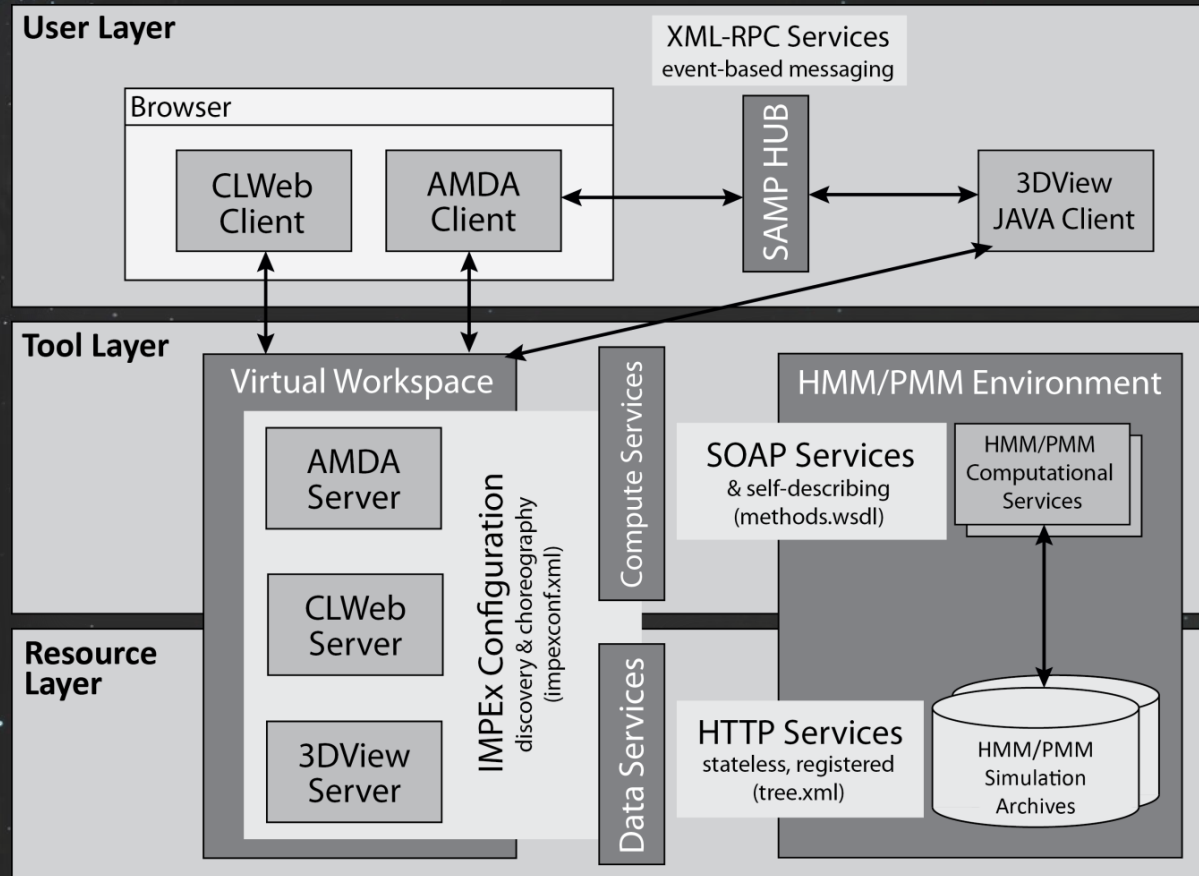 User Layer
XML-RPC Services
event-based messaging
Browser
CLWeb
Client
AMDA
Client
SAMP HUB
3DView
JAVA Client
Tool Layer
Virtual Workspace
AMDA
Server
CLWeb
Server
3DView
Server
IMPEx Configuration
discovery & choreography
(impexconf.xml)
Compute Services
HMM/PMM Environment
SOAP Services
& self-describing
(methods.wsdl)
HMM/PMM
Computational
Services
Resource
Layer
Data Services
HTTP Services
stateless, registered
(tree.xml)
HMM/PMM
Simulation
Archives